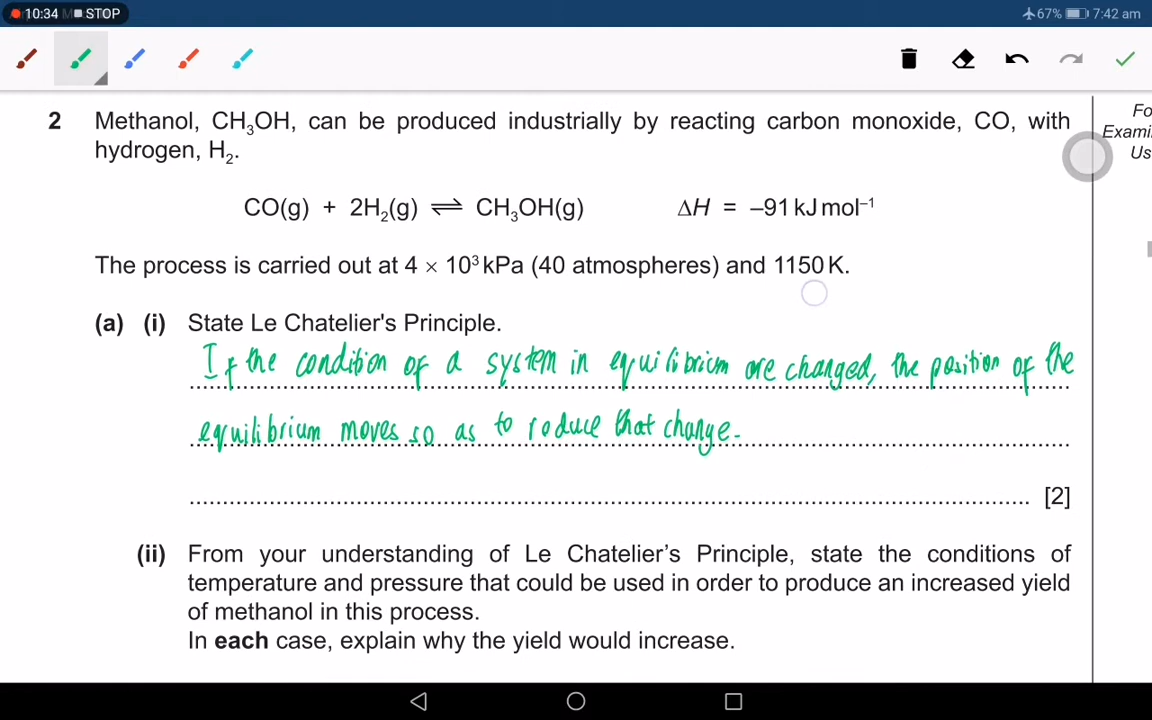 10:34 STOP
67% 7:42 am
2 Methanol, CH₃OH, can be produced industrially by reacting carbon monoxide, CO, with
hydrogen, H₂.
CO(g) + 2H₂(g) ⇌ CH₃OH(g) ΔH = –91 kJ mol⁻¹
The process is carried out at 4 × 10³ kPa (40 atmospheres) and 1150 K.
(a) (i) State Le Chatelier's Principle.
If the condition of a system in equilibrium are changed, the position of the
equilibrium moves so as to reduce that change.
[2]
(ii) From your understanding of Le Chatelier's Principle, state the conditions of
temperature and pressure that could be used in order to produce an increased yield
of methanol in this process.
In each case, explain why the yield would increase.
Fo
Exami
Us